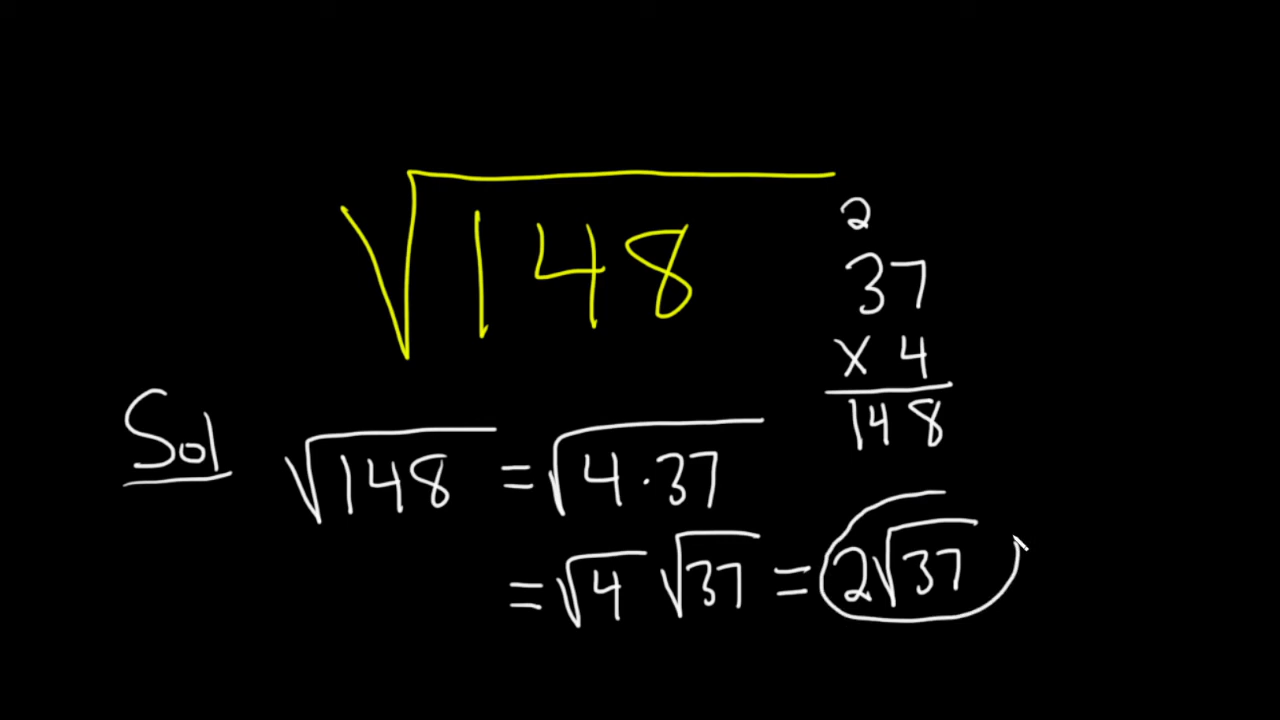 √148
2
37
× 4
148
Sol √148 = √4·37
= √4 √37 = 2√37